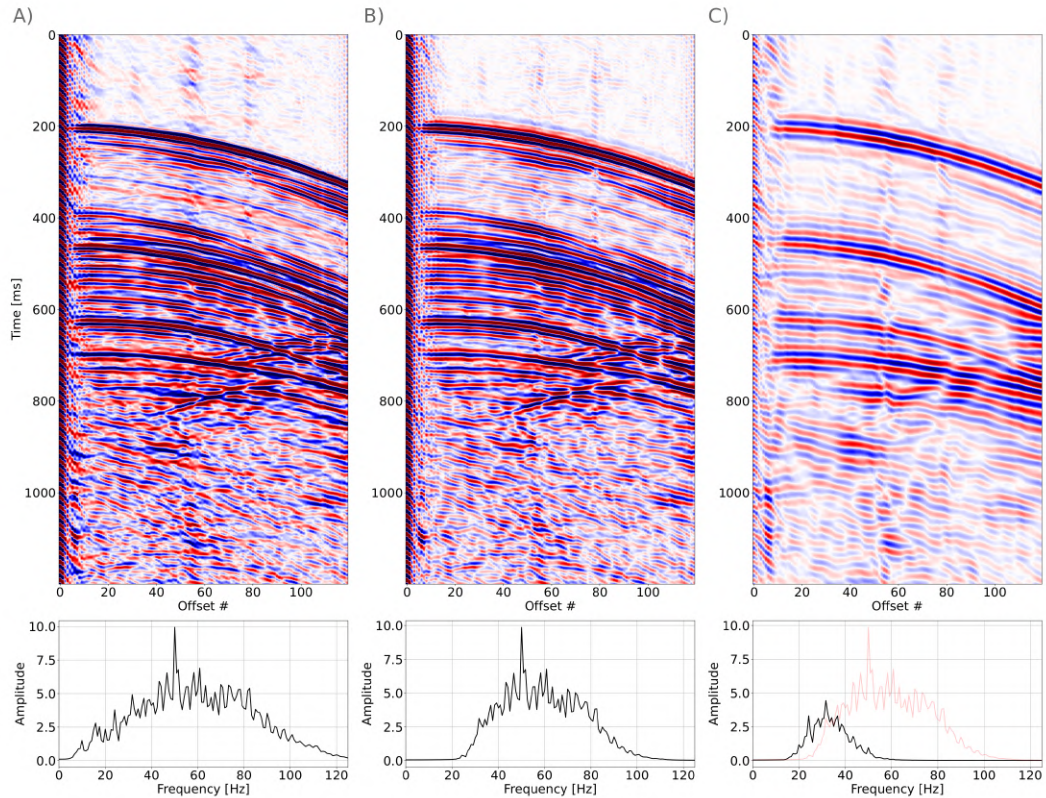 A) B) C)
0 0 0
200 200 200
400 400 400
600 600 600
800 800 800
1000 1000 1000
Time [ms]
0 20 40 60 80 100 0 20 40 60 80 100 0 20 40 60 80 100
Offset # Offset # Offset #
10.0 10.0 10.0
7.5 7.5 7.5
5.0 5.0 5.0
2.5 2.5 2.5
0.0 0.0 0.0
Amplitude Amplitude Amplitude
0 20 40 60 80 100 120 0 20 40 60 80 100 120 0 20 40 60 80 100 120
Frequency [Hz] Frequency [Hz] Frequency [Hz]